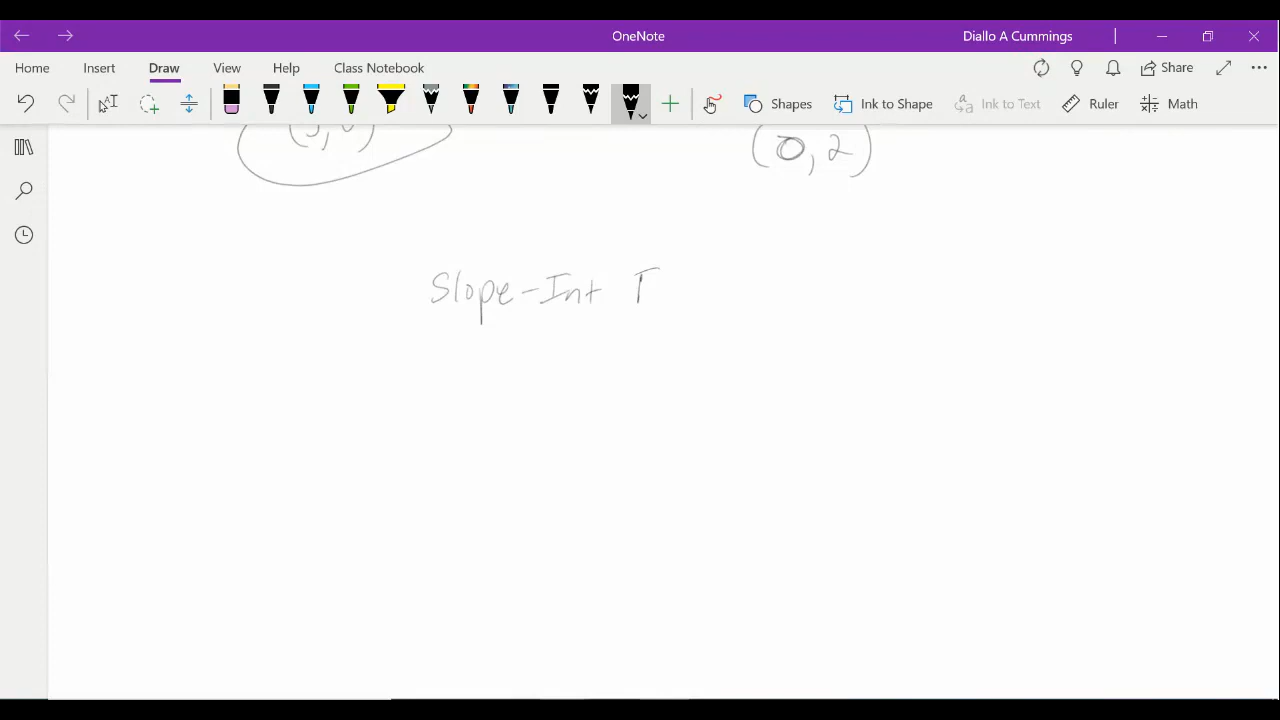 OneNote
Diallo A Cummings
Home Insert Draw View Help Class Notebook
Share
Shapes
Ink to Shape
Ink to Text
Ruler
Math
(0,2)
Slope-Int